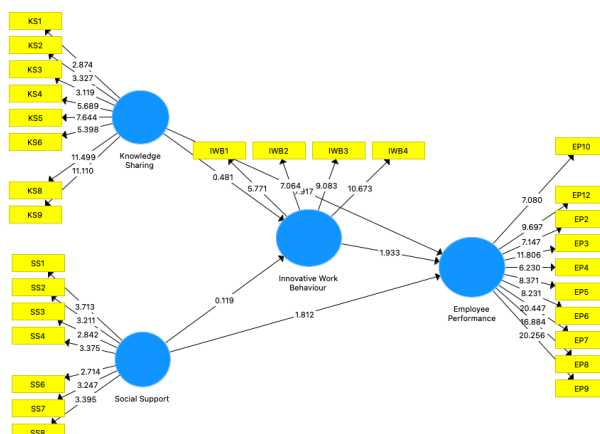 KS1
KS2
KS3
KS4
KS5
KS6
KS8
KS9
2.874
3.327
3.119
5.689
7.644
5.398
11.499
11.110
Knowledge
Sharing
0.481
IWB1
IWB2
IWB3
IWB4
5.771
7.064
9.083
10.673
Innovative Work
Behaviour
1.933
0.119
1.812
SS1
SS2
SS3
SS4
SS6
SS7
SS8
3.713
3.211
2.842
3.375
2.714
3.247
3.395
Social Support
Employee
Performance
7.080
9.697
7.147
11.806
6.230
8.371
8.231
20.447
16.884
20.256
EP10
EP12
EP2
EP3
EP4
EP5
EP6
EP7
EP8
EP9